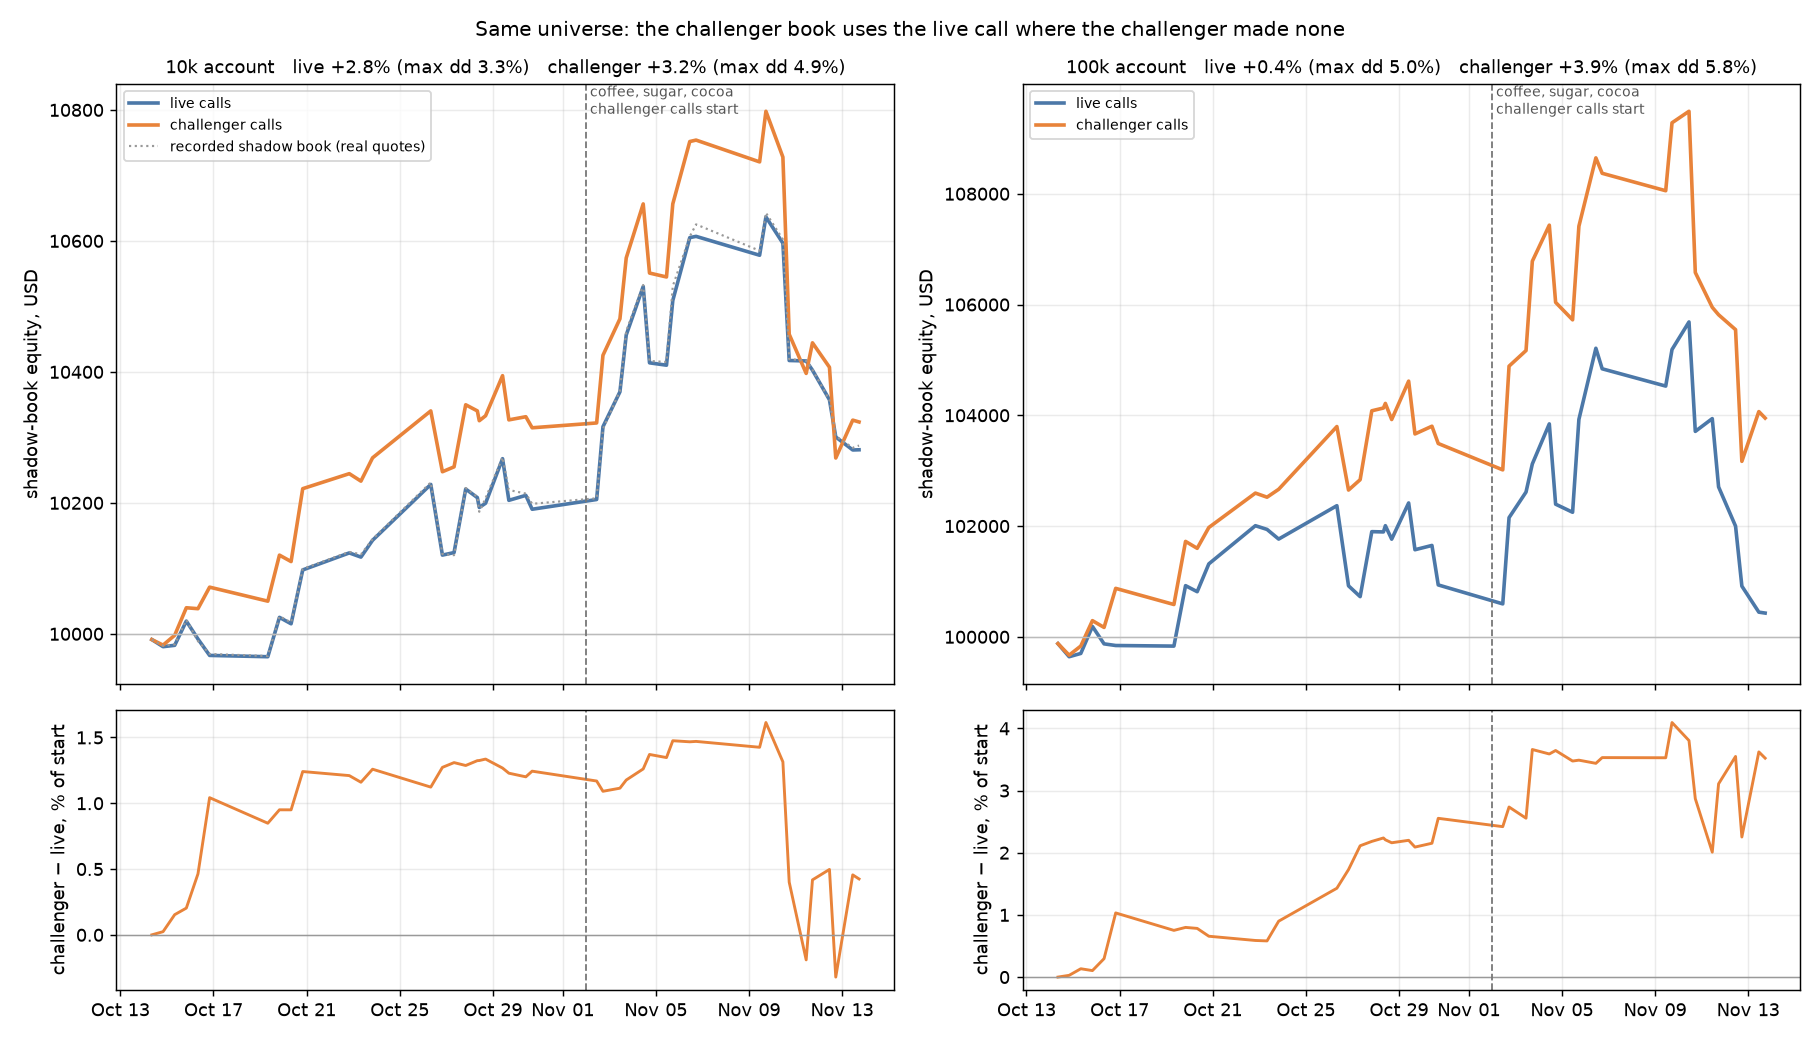 Same universe: the challenger book uses the live call where the challenger made none
10k account   live +2.8% (max dd 3.3%)   challenger +3.2% (max dd 4.9%)
live calls
challenger calls
recorded shadow book (real quotes)
coffee, sugar, cocoa
challenger calls start
shadow-book equity, USD
10800
10600
10400
10200
10000
100k account   live +0.4% (max dd 5.0%)   challenger +3.9% (max dd 5.8%)
live calls
challenger calls
coffee, sugar, cocoa
challenger calls start
shadow-book equity, USD
108000
106000
104000
102000
100000
challenger − live, % of start
1.5
1.0
0.5
0.0
Oct 13 Oct 17 Oct 21 Oct 25 Oct 29 Nov 01 Nov 05 Nov 09 Nov 13
challenger − live, % of start
4
3
2
1
0
Oct 13 Oct 17 Oct 21 Oct 25 Oct 29 Nov 01 Nov 05 Nov 09 Nov 13